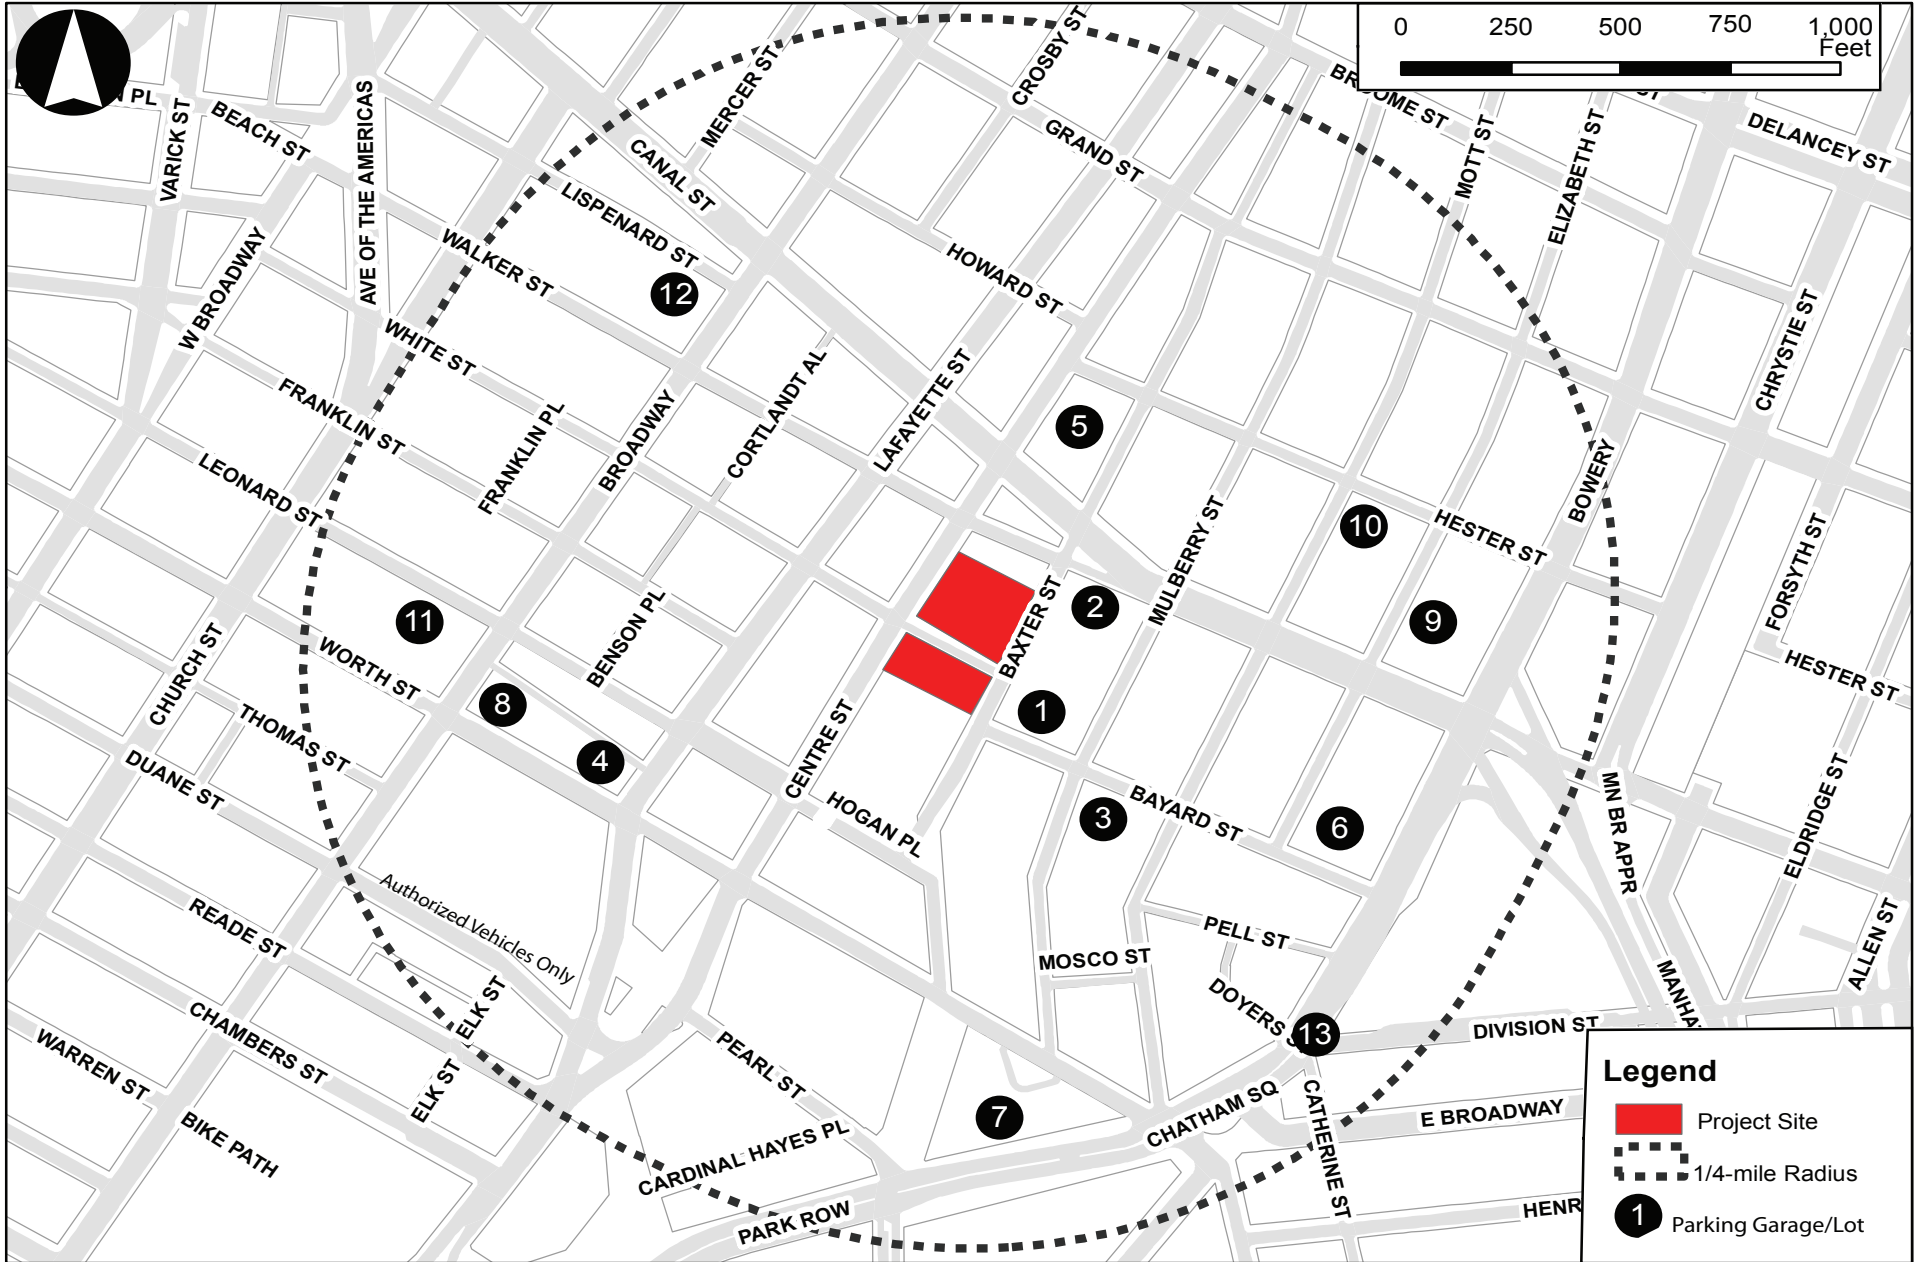 0 250 500 750 1,000
Feet
CROSBY ST
MERCER ST
PL
BEACH ST
VARICK ST
AVE OF THE AMERICAS
CANAL ST
GRAND ST
BROOME ST
ST
MOTT ST
ELIZABETH ST
DELANCEY ST
LISPENARD ST
WALKER ST
W BROADWAY
HOWARD ST
12
WHITE ST
CHRYSTIE ST
FRANKLIN ST
FRANKLIN PL
BROADWAY
CORTLANDT AL
LAFAYETTE ST
5
LEONARD ST
BOWERY
10
HESTER ST
MULBERRY ST
FORSYTH ST
2
BAXTER ST
11
9
BENSON PL
WORTH ST
CHURCH ST
HESTER ST
8
1
THOMAS ST
4
CENTRE ST
DUANE ST
HOGAN PL
3
BAYARD ST
6
MN BR APPR
ELDRIDGE ST
Authorized Vehicles Only
READE ST
PELL ST
MOSCO ST
ALLEN ST
DOYERS S
13
MANHA
ELK ST
DIVISION ST
CHAMBERS ST
WARREN ST
ELK ST
PEARL ST
7
CHATHAM SQ
CATHERINE ST
E BROADWAY
BIKE PATH
CARDINAL HAYES PL
PARK ROW
HENR
Legend
Project Site
1/4-mile Radius
1 Parking Garage/Lot